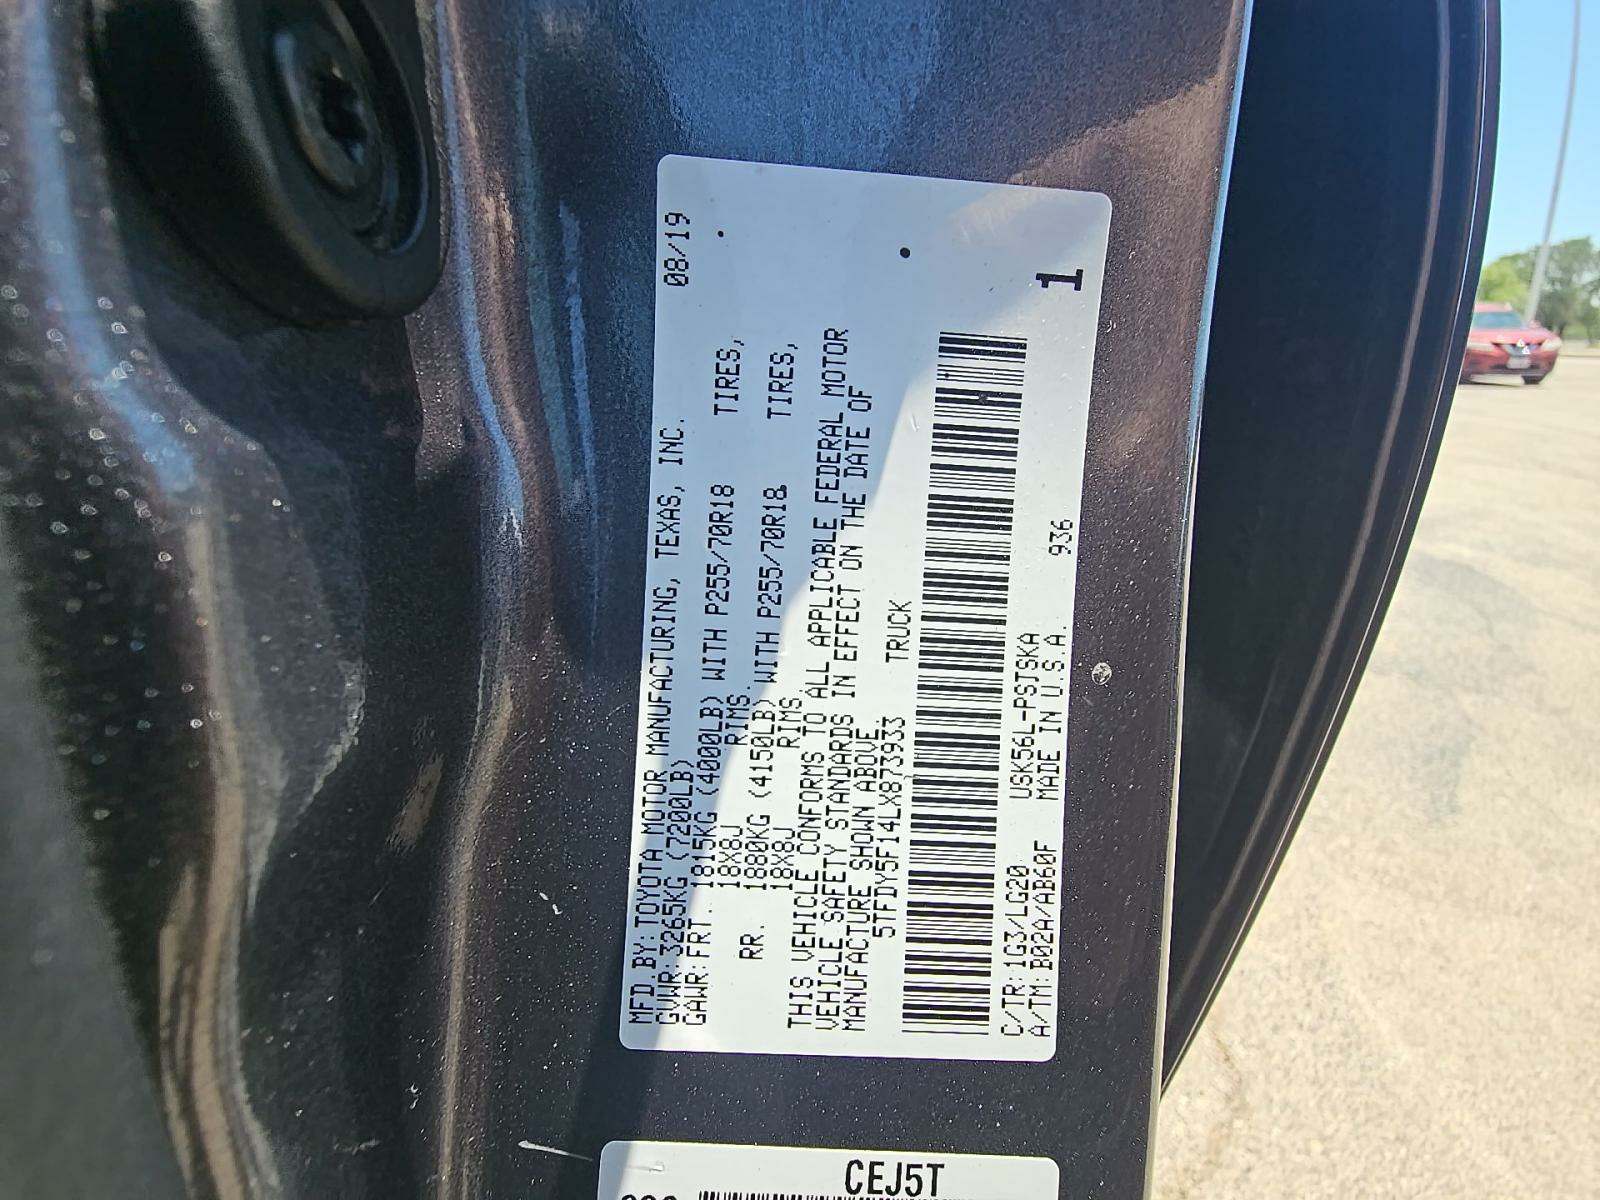 MFD.BY:TOYOTA MOTOR MANUFACTURING, TEXAS, INC. 08/19
GVWR:3265KG (7200LB)
GAWR:FRT. 1815KG (4000LB) WITH P255/70R18 TIRES,
18X8J RIMS.
RR. 1880KG (4150LB) WITH P255/70R18 TIRES,
18X8J RIMS.
THIS VEHICLE CONFORMS TO ALL APPLICABLE FEDERAL MOTOR
VEHICLE SAFETY STANDARDS IN EFFECT ON THE DATE OF
MANUFACTURE SHOWN ABOVE.
5TFDY5F14LX873933 TRUCK
C/TR:1G3/LG20 USK56L-PSTSKA
A/TM:B02A/AB60F MADE IN U.S.A. 936
1
CEJ5T